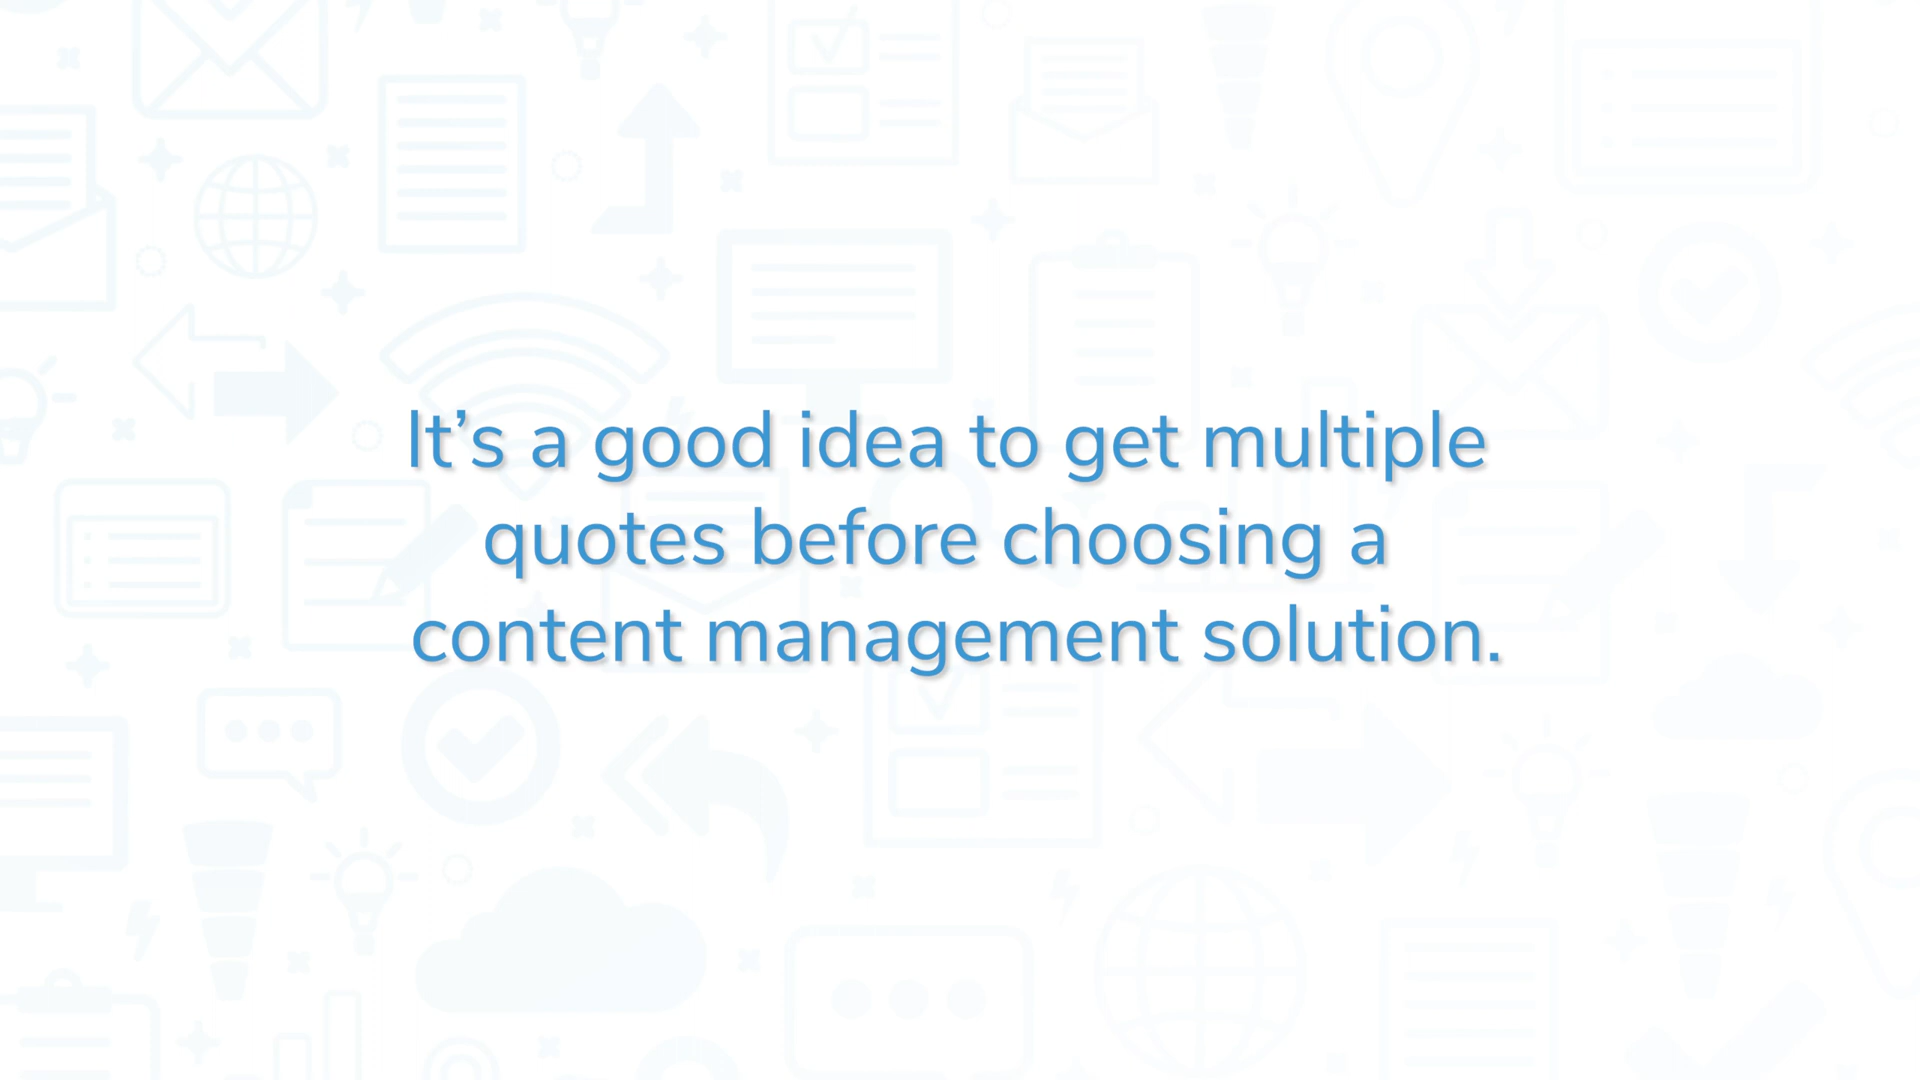 It’s a good idea to get multiple
quotes before choosing a
content management solution.